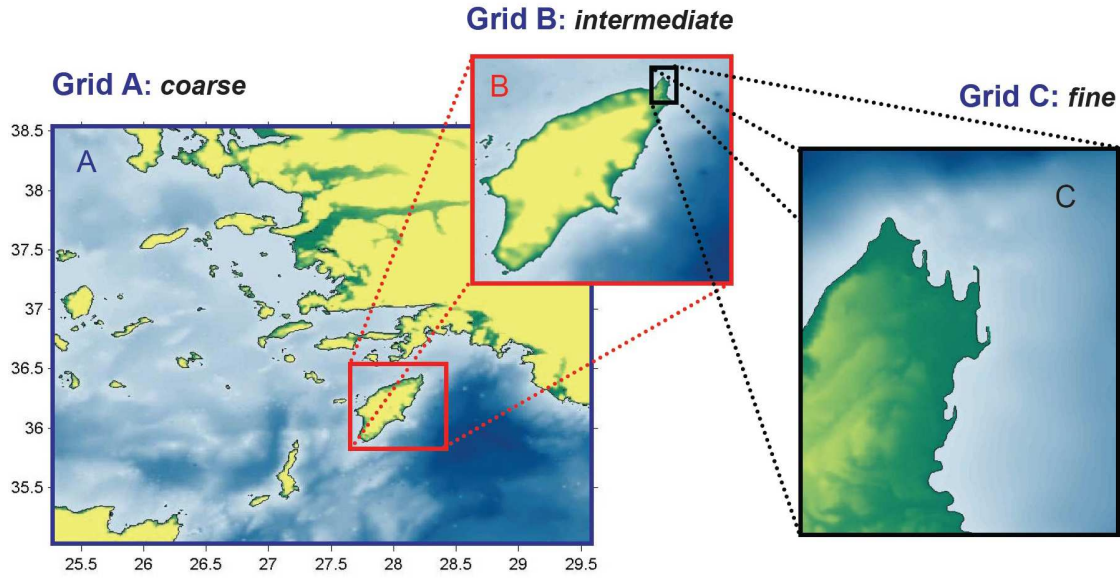 Grid B: intermediate
Grid A: coarse
B
Grid C: fine
38.5
A
38
C
37.5
37
36.5
36
35.5
25.5 26 26.5 27 27.5 28 28.5 29 29.5